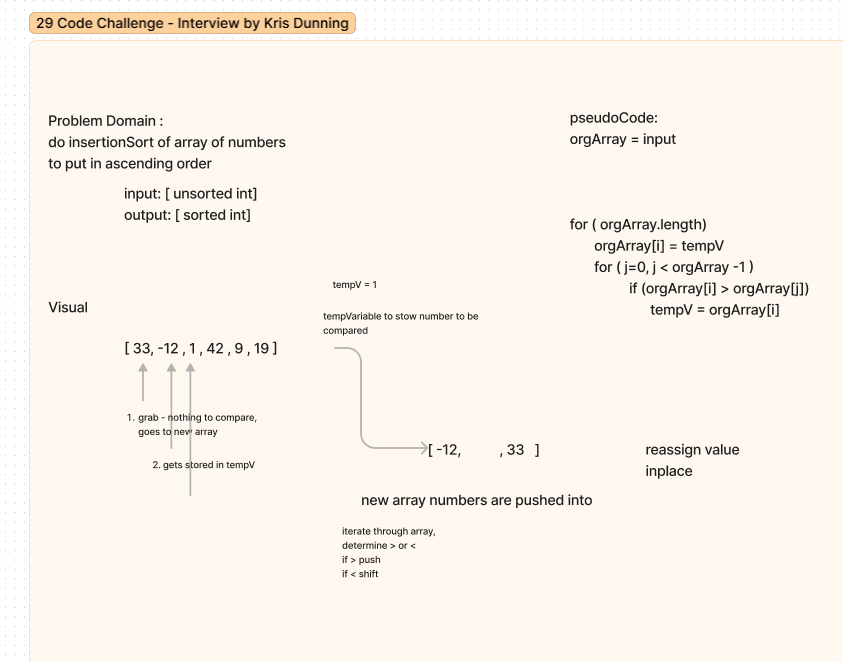 29 Code Challenge - Interview by Kris Dunning
Problem Domain :
do insertionSort of array of numbers
to put in ascending order
input: [ unsorted int]
output: [ sorted int]
Visual
[ 33, -12 , 1 , 42 , 9 , 19 ]
1. grab - nothing to compare,
goes to new array
2. gets stored in tempV
tempV = 1
tempVariable to stow number to be
compared
[ -12, , 33 ]
new array numbers are pushed into
iterate through array,
determine > or <
if > push
if < shift
pseudoCode:
orgArray = input
for ( orgArray.length)
orgArray[i] = tempV
for ( j=0, j < orgArray -1 )
if (orgArray[i] > orgArray[j])
tempV = orgArray[i]
reassign value
inplace